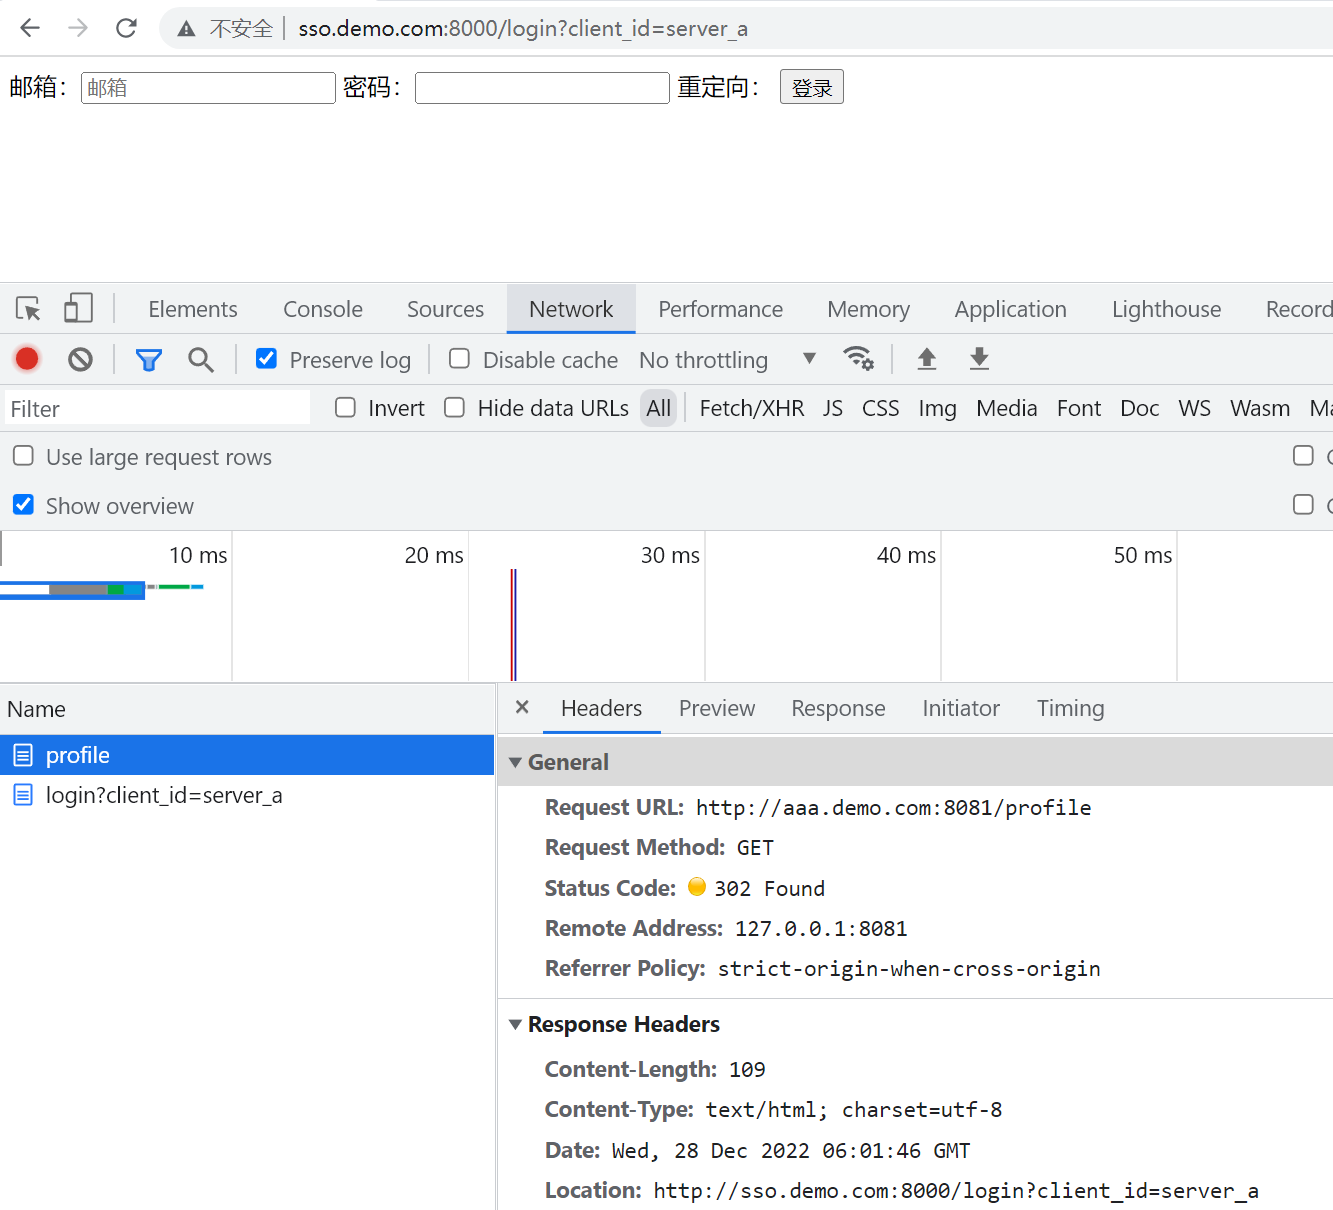 不安全 sso.demo.com:8000/login?client_id=server_a
邮箱： 邮箱 密码： 重定向： 登录
Elements Console Sources Network Performance Memory Application Lighthouse Record
Preserve log Disable cache No throttling
Filter Invert Hide data URLs All Fetch/XHR JS CSS Img Media Font Doc WS Wasm Ma
Use large request rows
Show overview
10 ms 20 ms 30 ms 40 ms 50 ms
Name
profile
login?client_id=server_a
× Headers Preview Response Initiator Timing
General
Request URL: http://aaa.demo.com:8081/profile
Request Method: GET
Status Code: 302 Found
Remote Address: 127.0.0.1:8081
Referrer Policy: strict-origin-when-cross-origin
Response Headers
Content-Length: 109
Content-Type: text/html; charset=utf-8
Date: Wed, 28 Dec 2022 06:01:46 GMT
Location: http://sso.demo.com:8000/login?client_id=server_a